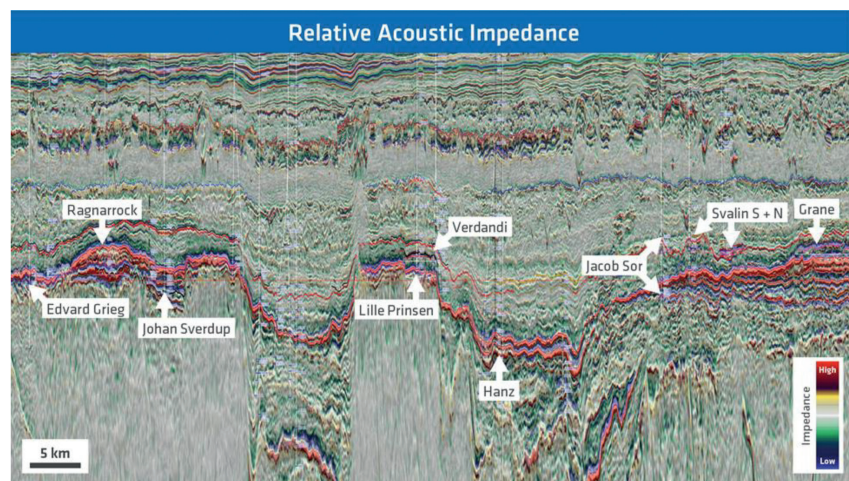 Relative Acoustic Impedance
Ragnarrock
Verdandi
Svalin S + N
Grane
Jacob Sor
Edvard Grieg
Johan Sverdup
Lille Prinsen
Hanz
5 km
Impedance
High
Low